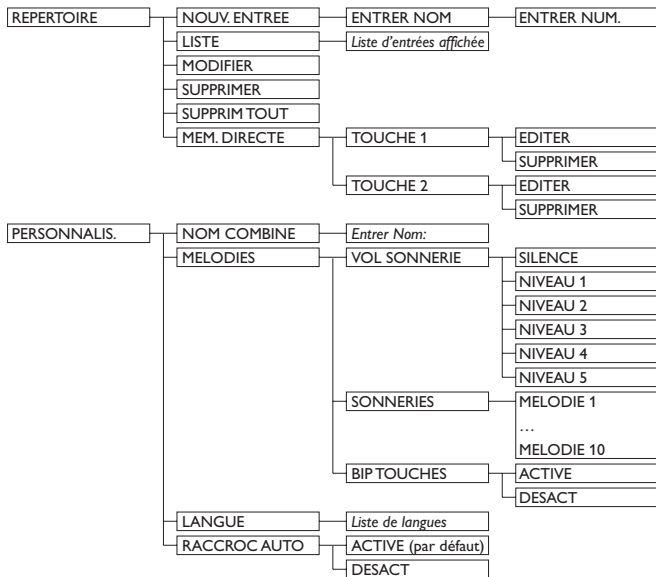 REPERTOIRE NOUV. ENTREE ENTRER NOM ENTRER NUM.
LISTE Liste d'entrées affichée
MODIFIER
SUPPRIMER
SUPPRIM TOUT
MEM. DIRECTE TOUCHE 1 EDITER
SUPPRIMER
TOUCHE 2 EDITER
SUPPRIMER
PERSONNALIS. NOM COMBINE Entrer Nom:
MELODIES VOL SONNERIE SILENCE
NIVEAU 1
NIVEAU 2
NIVEAU 3
NIVEAU 4
NIVEAU 5
SONNERIES MELODIE 1
…
MELODIE 10
BIP TOUCHES ACTIVE
DESACT
LANGUE Liste de langues
RACCROC AUTO ACTIVE (par défaut)
DESACT